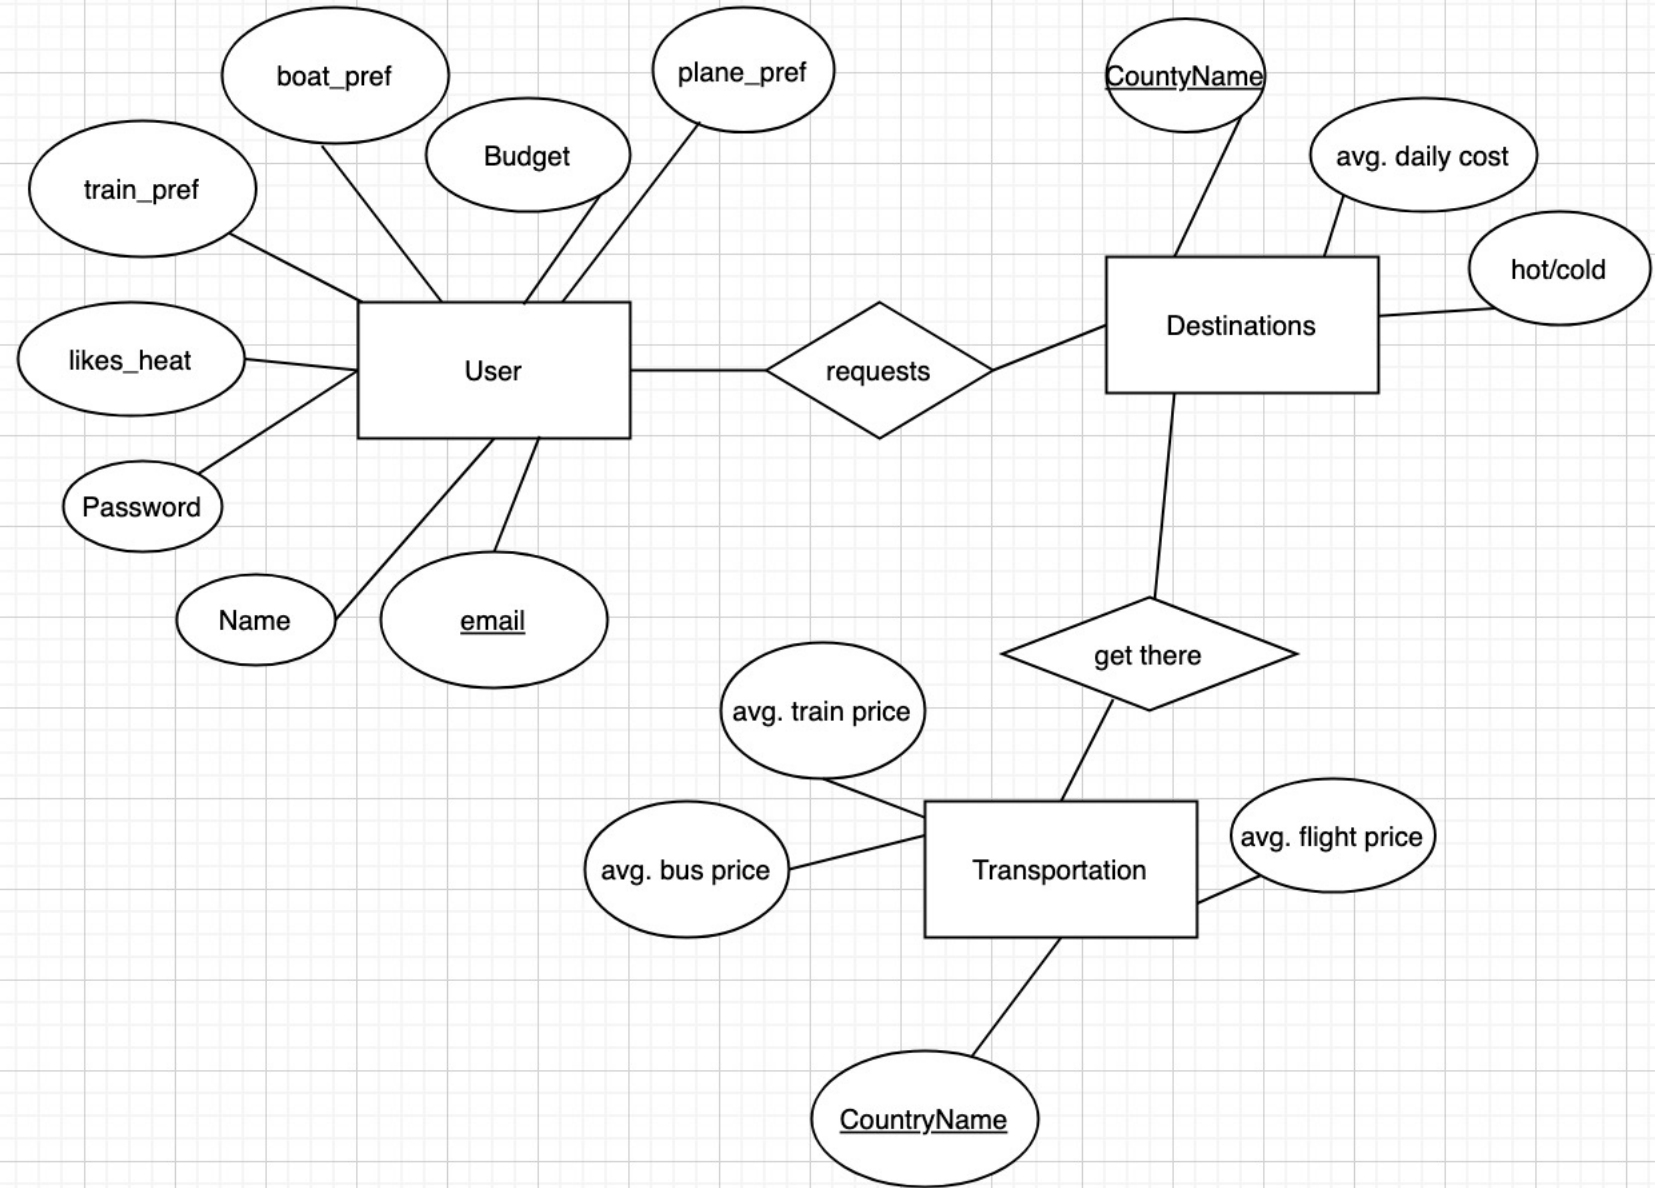 boat_pref
plane_pref
CountyName
Budget
avg. daily cost
train_pref
hot/cold
Destinations
likes_heat
User
requests
Password
Name
email
get there
avg. train price
avg. flight price
avg. bus price
Transportation
CountryName